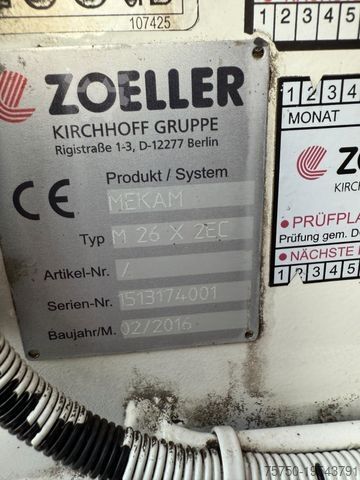 107425
ZOELLER
KIRCHHOFF GRUPPE
Rigistraße 1-3, D-12277 Berlin
Produkt / System
CE MEKAM
Typ M 26 X 2EC
Artikel-Nr. /
Serien-Nr. 1513174001
Baujahr/M. 02/2016
1 2 3 4 5
1 2 3 4
MONAT
KIRCH
PRÜFPLA
Prüfung gem. D
NÄCHSTE
1 2 3 4 5
75750-19543791